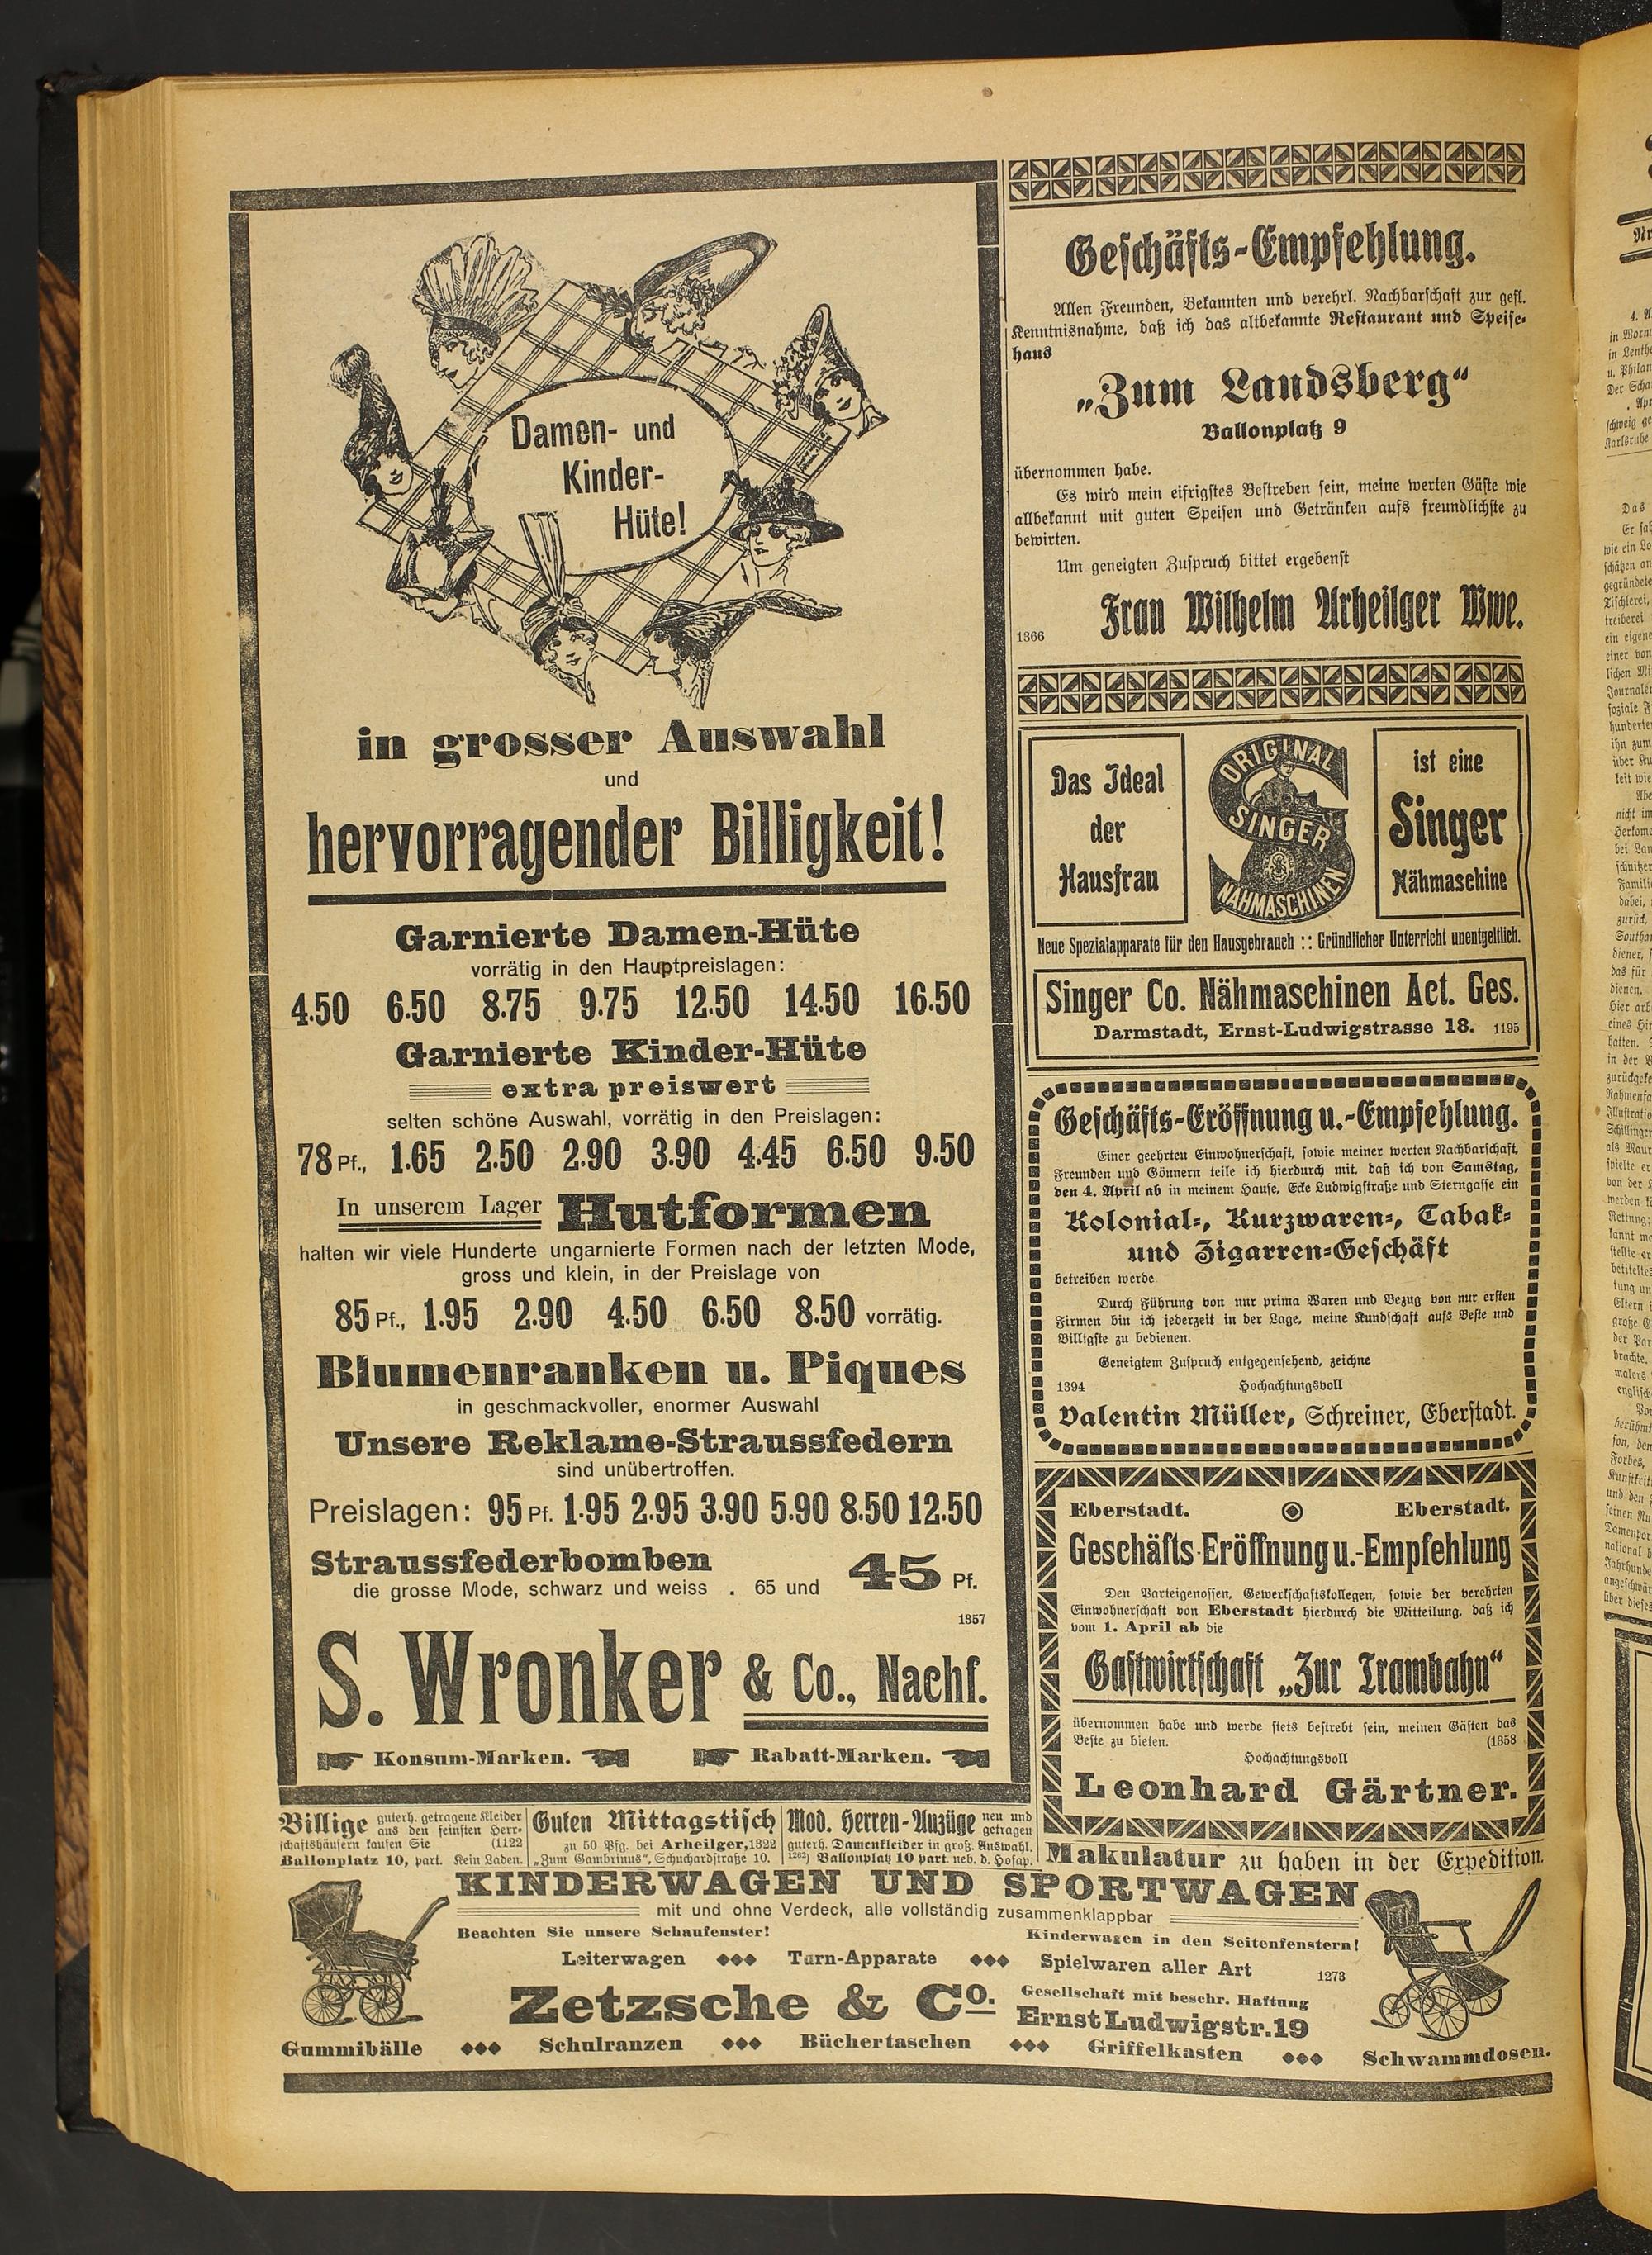 Damen- und
Kinder-
Hüte!
in grosser Auswahl
und
hervorragender Billigkeit!
Garnierte Damen-Hüte
vorrätig in den Hauptpreislagen:
4.50 6.50 8.75 9.75 12.50 14.50 16.50
Garnierte Kinder-Hüte
extra preiswert
selten schöne Auswahl, vorrätig in den Preislagen:
78 Pf., 1.65 2.50 2.90 3.90 4.45 6.50 9.50
In unserem Lager Hutformen
halten wir viele Hunderte ungarnierte Formen nach der letzten Mode,
gross und klein, in der Preislage von
85 Pf., 1.95 2.90 4.50 6.50 8.50 vorrätig.
Blumenranken u. Piques
in geschmackvoller, enormer Auswahl
Unsere Reklame-Straussfedern
sind unübertroffen.
Preislagen: 95 Pf. 1.95 2.95 3.90 5.90 8.50 12.50
Straussfederbomben
die grosse Mode, schwarz und weiss . 65 und 45 Pf.
1357
S. Wronker & Co., Nachf.
Konsum-Marken. Rabatt-Marken.
Geschäfts-Empfehlung.
Allen Freunden, Bekannten und verehrl. Nachbarschaft zur gefl.
Kenntnisnahme, daß ich das altbekannte Restaurant und Speise-
haus
„Zum Landsberg"
Ballonplatz 9
übernommen habe.
Es wird mein eifrigstes Bestreben sein, meine werten Gäste wie
allbekannt mit guten Speisen und Getränken aufs freundlichste zu
bewirten.
Um geneigten Zuspruch bittet ergebenst
1366 Frau Wilhelm Arheilger Wwe.
Das Ideal
der
Hausfrau
ORIGINAL
SINGER
NÄHMASCHINEN
ist eine
Singer
Nähmaschine
Neue Spezialapparate für den Hausgebrauch :: Gründlicher Unterricht unentgeltlich.
Singer Co. Nähmaschinen Act. Ges.
Darmstadt, Ernst-Ludwigstrasse 18. 1195
Geschäfts-Eröffnung u.-Empfehlung.
Einer geehrten Einwohnerschaft, sowie meiner werten Nachbarschaft,
Freunden und Gönnern teile ich hierdurch mit, daß ich von Samstag,
den 4. April ab in meinem Hause, Ecke Ludwigstraße und Sterngasse ein
Kolonial-, Kurzwaren-, Tabak-
und Zigarren-Geschäft
betreiben werde
Durch Führung von nur prima Waren und Bezug von nur ersten
Firmen bin ich jederzeit in der Lage, meine Kundschaft aufs Beste und
Billigste zu bedienen.
Geneigtem Zuspruch entgegensehend, zeichne
1394 Hochachtungsvoll
Valentin Müller, Schreiner, Eberstadt.
Eberstadt. Eberstadt.
Geschäfts-Eröffnung u.-Empfehlung
Den Parteigenossen, Gewerkschaftskollegen, sowie der verehrten
Einwohnerschaft von Eberstadt hierdurch die Mitteilung, daß ich
vom 1. April ab die
Gastwirtschaft „Zur Trambahn"
übernommen habe und werde stets bestrebt sein, meinen Gästen das
Beste zu bieten. (1358
Hochachtungsvoll
Leonhard Gärtner.
Billige guterh. getragene Kleider
aus den feinsten Herr-
schaftshäusern kaufen Sie (1122
Ballonplatz 10, part. Kein Laden.
Guten Mittagstisch
zu 50 Pfg. bei Arheilger, 1322
„Zum Gambrinus", Schuchardstraße 10.
Mod. Herren-Anzüge neu und
getragen
guterh. Damenkleider in groß. Auswahl.
1262) Ballonplatz 10 part. neb. d. Hofap.
Makulatur zu haben in der Expedition.
KINDERWAGEN UND SPORTWAGEN
mit und ohne Verdeck, alle vollständig zusammenklappbar
Beachten Sie unsere Schaufenster! Kinderwagen in den Seitenfenstern!
Leiterwagen ♦♦♦ Turn-Apparate ♦♦♦ Spielwaren aller Art 1273
Zetzsche & Co. Gesellschaft mit beschr. Haftung
Ernst Ludwigstr. 19
Gummibälle ♦♦♦ Schulranzen ♦♦♦ Büchertaschen ♦♦♦ Griffelkasten ♦♦♦ Schwammdosen.